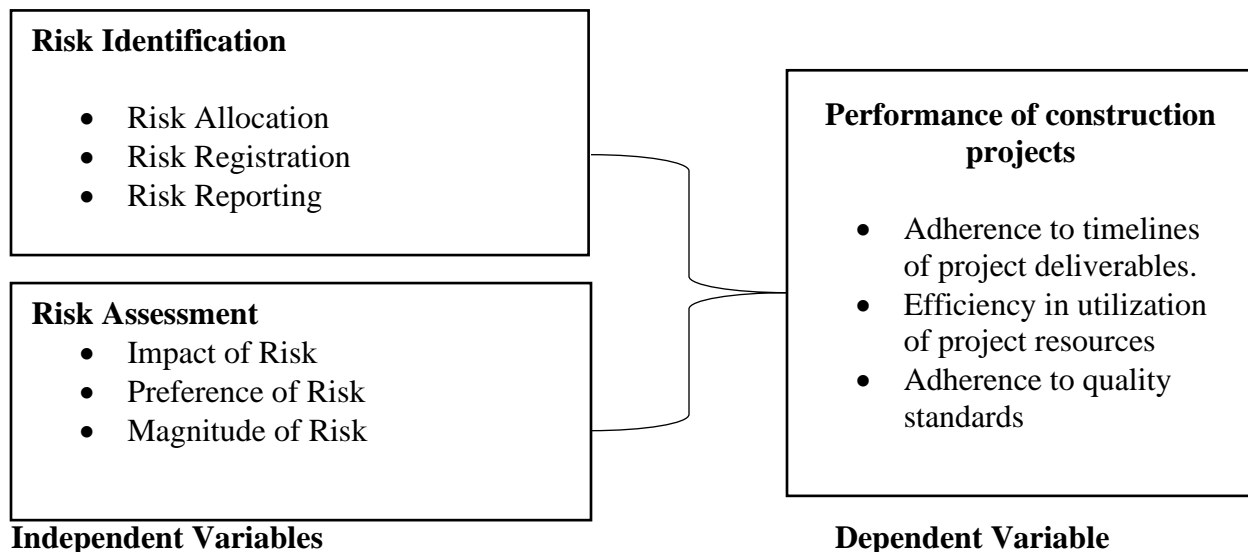 Risk Identification
• Risk Allocation
• Risk Registration
• Risk Reporting
Risk Assessment
• Impact of Risk
• Preference of Risk
• Magnitude of Risk
Independent Variables
Performance of construction
projects
• Adherence to timelines
of project deliverables.
• Efficiency in utilization
of project resources
• Adherence to quality
standards
Dependent Variable